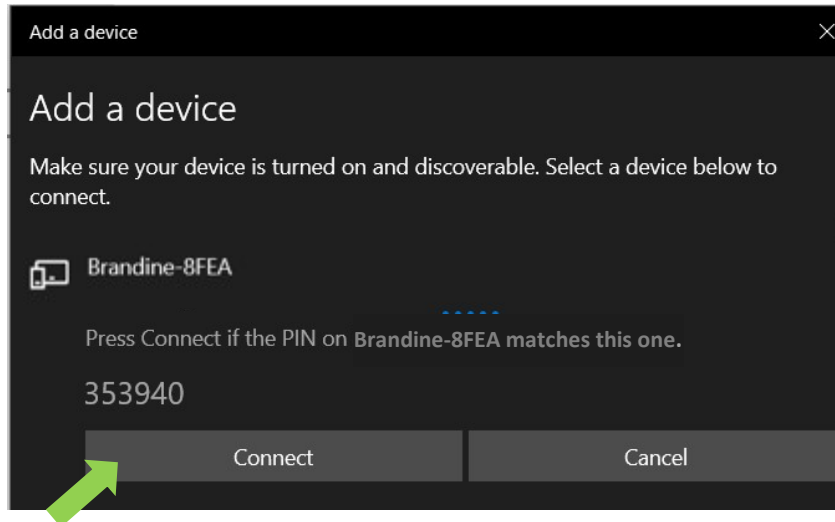 Add a device
Add a device
Make sure your device is turned on and discoverable. Select a device below to
connect.
Brandine-8FEA
Press Connect if the PIN on Brandine-8FEA matches this one.
353940
Connect Cancel